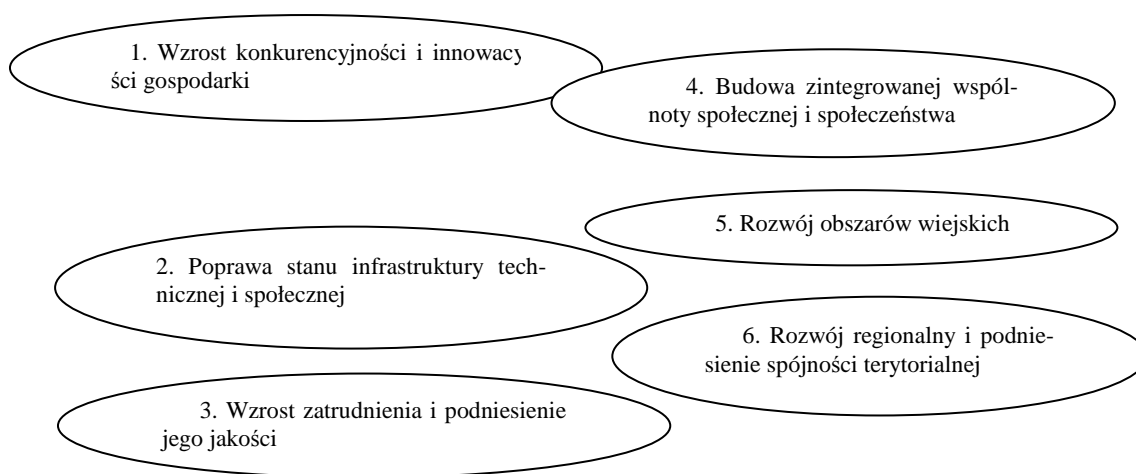 1. Wzrost konkurencyjności i innowacy
ści gospodarki
2. Poprawa stanu infrastruktury tech-
nicznej i społecznej
3. Wzrost zatrudnienia i podniesienie
jego jakości
4. Budowa zintegrowanej wspól-
noty społecznej i społeczeństwa
5. Rozwój obszarów wiejskich
6. Rozwój regionalny i podnie-
sienie spójności terytorialnej